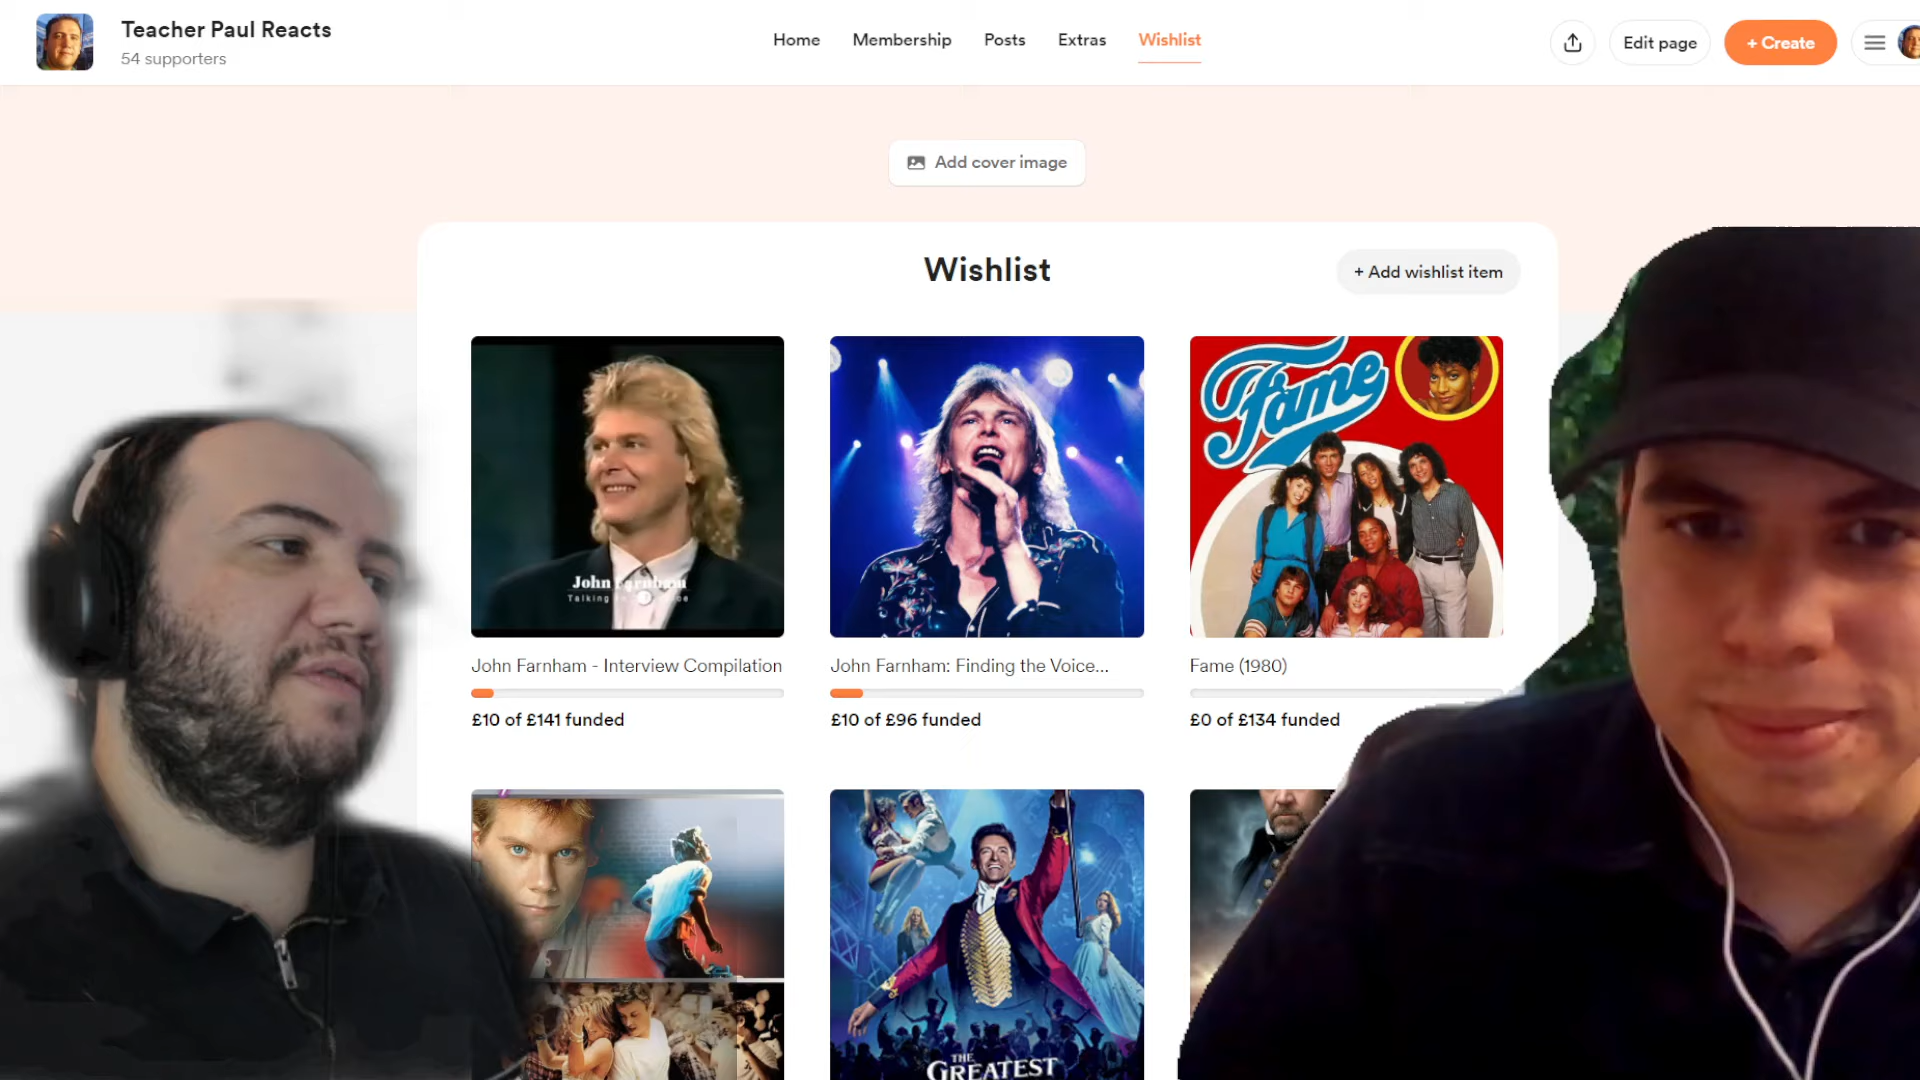 Teacher Paul Reacts
54 supporters
Home
Membership
Posts
Extras
Wishlist
Edit page
+ Create
Add cover image
Wishlist
+ Add wishlist item
John Farnham
Talking
Fame
John Farnham - Interview Compilation
John Farnham: Finding the Voice...
Fame (1980)
£10 of £141 funded
£10 of £96 funded
£0 of £134 funded
THE
GREATEST